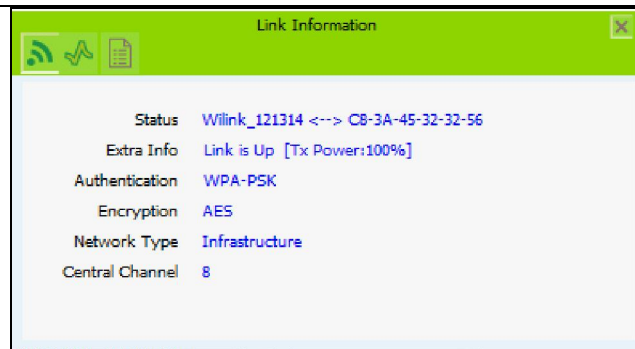 Link Information
Status Wilink_121314 <--> C8-3A-45-32-32-56
Extra Info Link is Up [Tx Power:100%]
Authentication WPA-PSK
Encryption AES
Network Type Infrastructure
Central Channel 8